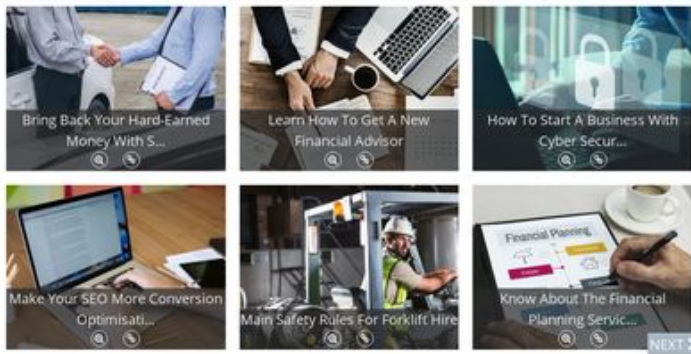 Bring Back Your Hard-Earned
Money With S...
Learn How To Get A New
Financial Advisor
How To Start A Business With
Cyber Secur...
Make Your SEO More Conversion
Optimisati...
Main Safety Rules For Forklift Hire
Financial Planning
Know About The Financial
Planning Servic...
NEXT